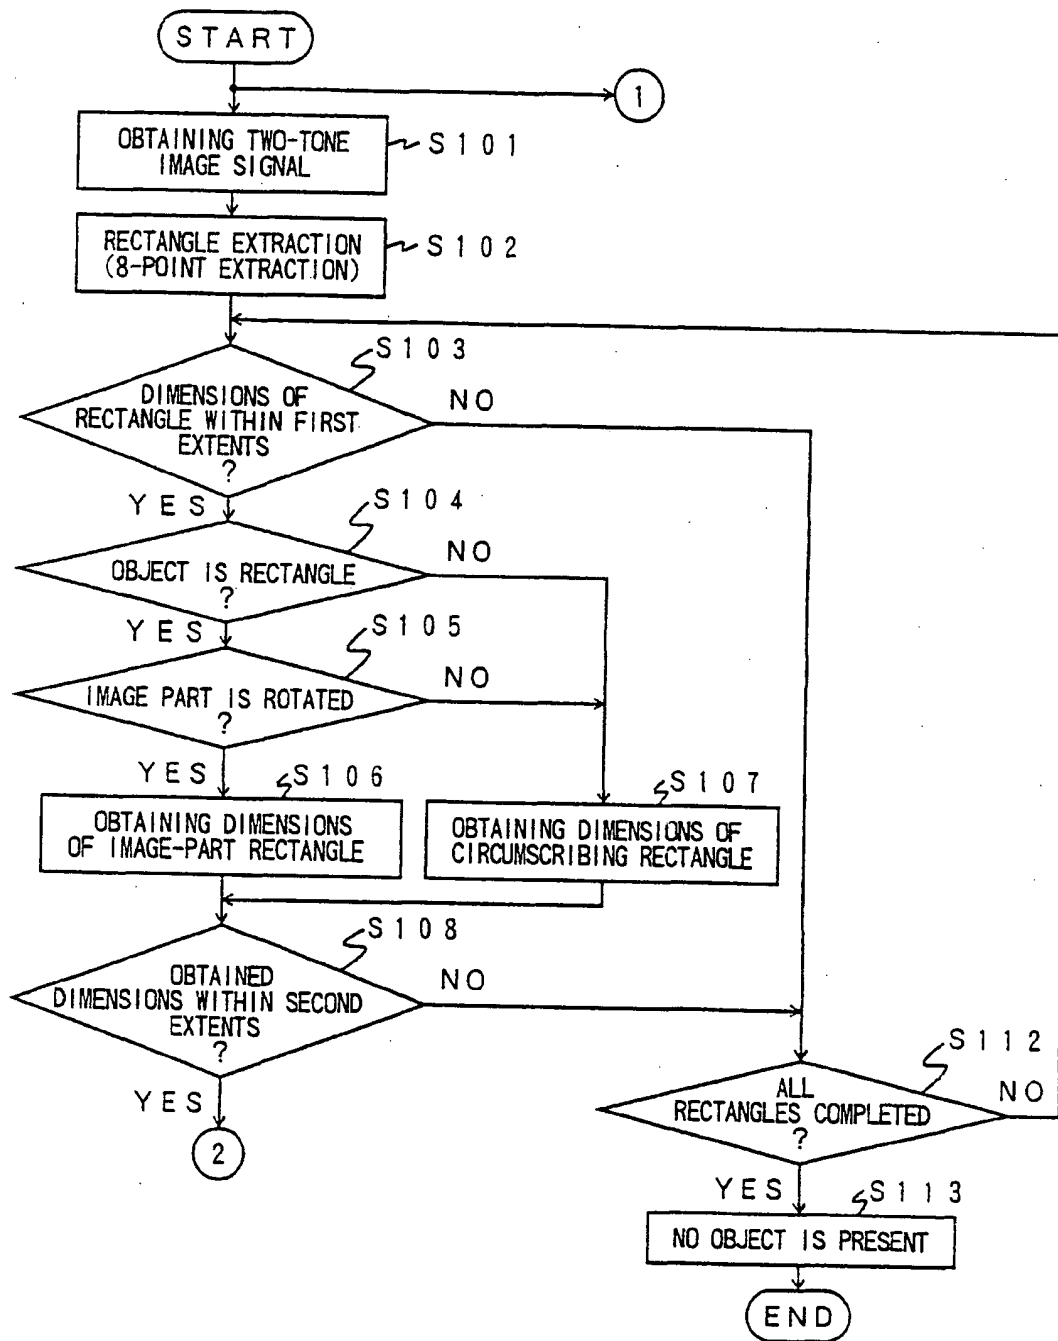 START
1
OBTAINING TWO-TONE
IMAGE SIGNAL
S101
RECTANGLE EXTRACTION
(8-POINT EXTRACTION)
S102
S103
DIMENSIONS OF
RECTANGLE WITHIN FIRST
EXTENTS
?
NO
YES
S104
OBJECT IS RECTANGLE
?
NO
YES
S105
IMAGE PART IS ROTATED
?
NO
YES
S106
OBTAINING DIMENSIONS
OF IMAGE-PART RECTANGLE
S107
OBTAINING DIMENSIONS OF
CIRCUMSCRIBING RECTANGLE
S108
OBTAINED
DIMENSIONS WITHIN SECOND
EXTENTS
?
NO
YES
2
S112
ALL
RECTANGLES COMPLETED
?
NO
YES
S113
NO OBJECT IS PRESENT
END